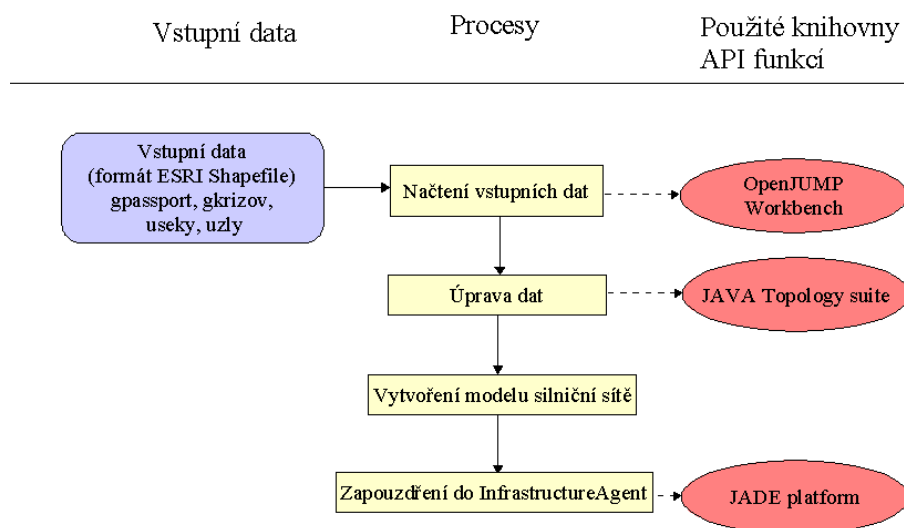 Vstupní data
Procesy
Použité knihovny
API funkcí
Vstupní data
(formát ESRI Shapefile)
gpassport, gkrizov,
useky, uzly
Načtení vstupních dat
OpenJUMP
Workbench
Úprava dat
JAVA Topology suite
Vytvoření modelu silniční sítě
Zapouzdření do InfrastructureAgent
JADE platform